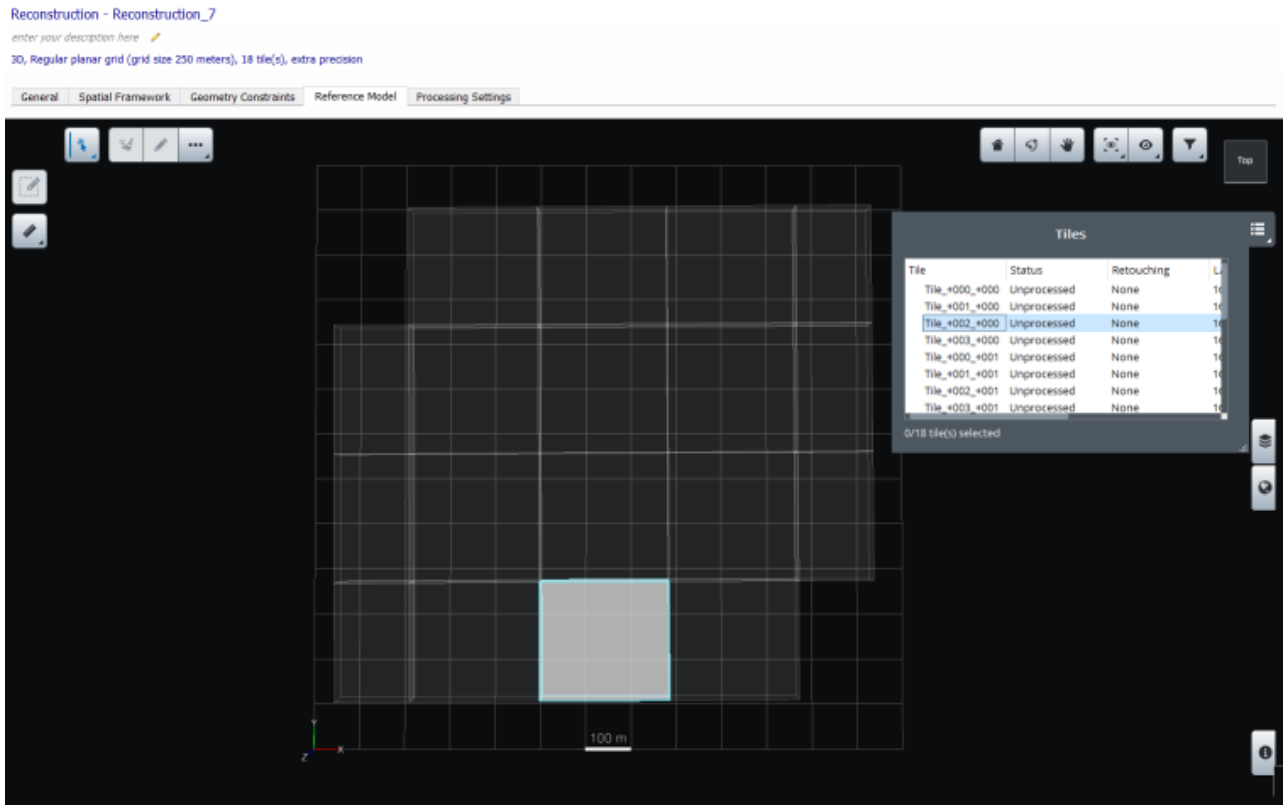 Reconstruction - Reconstruction_7
enter your description here
3D, Regular planar grid (grid size 250 meters), 18 tile(s), extra precision
General Spatial Framework Geometry Constraints Reference Model Processing Settings
Top
Tiles
Tile Status Retouching
Tile_+000_+000 Unprocessed None
Tile_+001_+000 Unprocessed None
Tile_+002_+000 Unprocessed None
Tile_+003_+000 Unprocessed None
Tile_+000_+001 Unprocessed None
Tile_+001_+001 Unprocessed None
Tile_+002_+001 Unprocessed None
Tile_+003_+001 Unprocessed None
0/18 tile(s) selected
Y
100 m
Z X